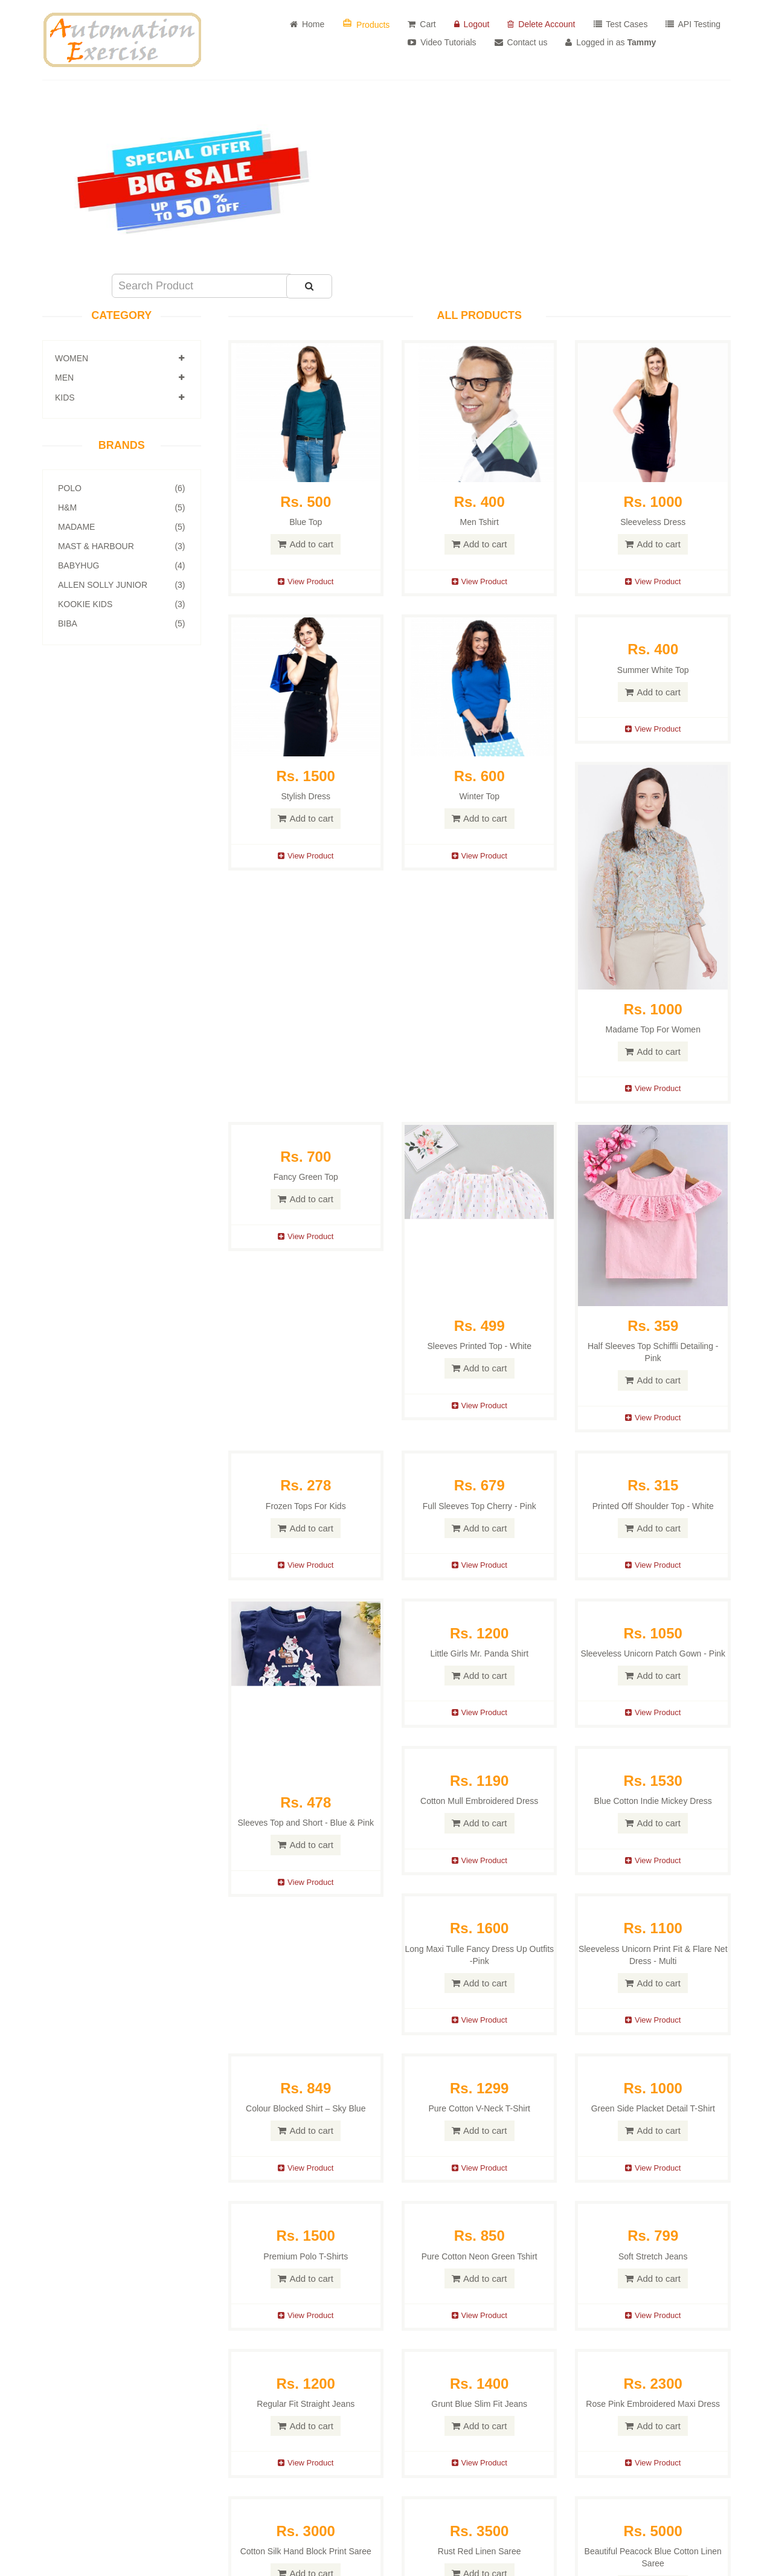 Automation
Exercise
Home
Products
Cart
Logout
Delete Account
Test Cases
API Testing
Video Tutorials
Contact us
Logged in as Tammy
SPECIAL OFFER
BIG SALE
UP TO 50% OFF
Search Product
CATEGORY
WOMEN
MEN
KIDS
BRANDS
POLO (6)
H&M (5)
MADAME (5)
MAST & HARBOUR (3)
BABYHUG (4)
ALLEN SOLLY JUNIOR (3)
KOOKIE KIDS (3)
BIBA (5)
ALL PRODUCTS
Rs. 500
Blue Top
Add to cart
View Product
Rs. 400
Men Tshirt
Add to cart
View Product
Rs. 1000
Sleeveless Dress
Add to cart
View Product
Rs. 1500
Stylish Dress
Add to cart
View Product
Rs. 600
Winter Top
Add to cart
View Product
Rs. 400
Summer White Top
Add to cart
View Product
Rs. 1000
Madame Top For Women
Add to cart
View Product
Rs. 700
Fancy Green Top
Add to cart
View Product
Rs. 499
Sleeves Printed Top - White
Add to cart
View Product
Rs. 359
Half Sleeves Top Schiffli Detailing -
Pink
Add to cart
View Product
Rs. 278
Frozen Tops For Kids
Add to cart
View Product
Rs. 679
Full Sleeves Top Cherry - Pink
Add to cart
View Product
Rs. 315
Printed Off Shoulder Top - White
Add to cart
View Product
Rs. 478
Sleeves Top and Short - Blue & Pink
Add to cart
View Product
Rs. 1200
Little Girls Mr. Panda Shirt
Add to cart
View Product
Rs. 1050
Sleeveless Unicorn Patch Gown - Pink
Add to cart
View Product
Rs. 1190
Cotton Mull Embroidered Dress
Add to cart
View Product
Rs. 1530
Blue Cotton Indie Mickey Dress
Add to cart
View Product
Rs. 1600
Long Maxi Tulle Fancy Dress Up Outfits
-Pink
Add to cart
View Product
Rs. 1100
Sleeveless Unicorn Print Fit & Flare Net
Dress - Multi
Add to cart
View Product
Rs. 849
Colour Blocked Shirt – Sky Blue
Add to cart
View Product
Rs. 1299
Pure Cotton V-Neck T-Shirt
Add to cart
View Product
Rs. 1000
Green Side Placket Detail T-Shirt
Add to cart
View Product
Rs. 1500
Premium Polo T-Shirts
Add to cart
View Product
Rs. 850
Pure Cotton Neon Green Tshirt
Add to cart
View Product
Rs. 799
Soft Stretch Jeans
Add to cart
View Product
Rs. 1200
Regular Fit Straight Jeans
Add to cart
View Product
Rs. 1400
Grunt Blue Slim Fit Jeans
Add to cart
View Product
Rs. 2300
Rose Pink Embroidered Maxi Dress
Add to cart
View Product
Rs. 3000
Cotton Silk Hand Block Print Saree
Add to cart
Rs. 3500
Rust Red Linen Saree
Add to cart
Rs. 5000
Beautiful Peacock Blue Cotton Linen
Saree